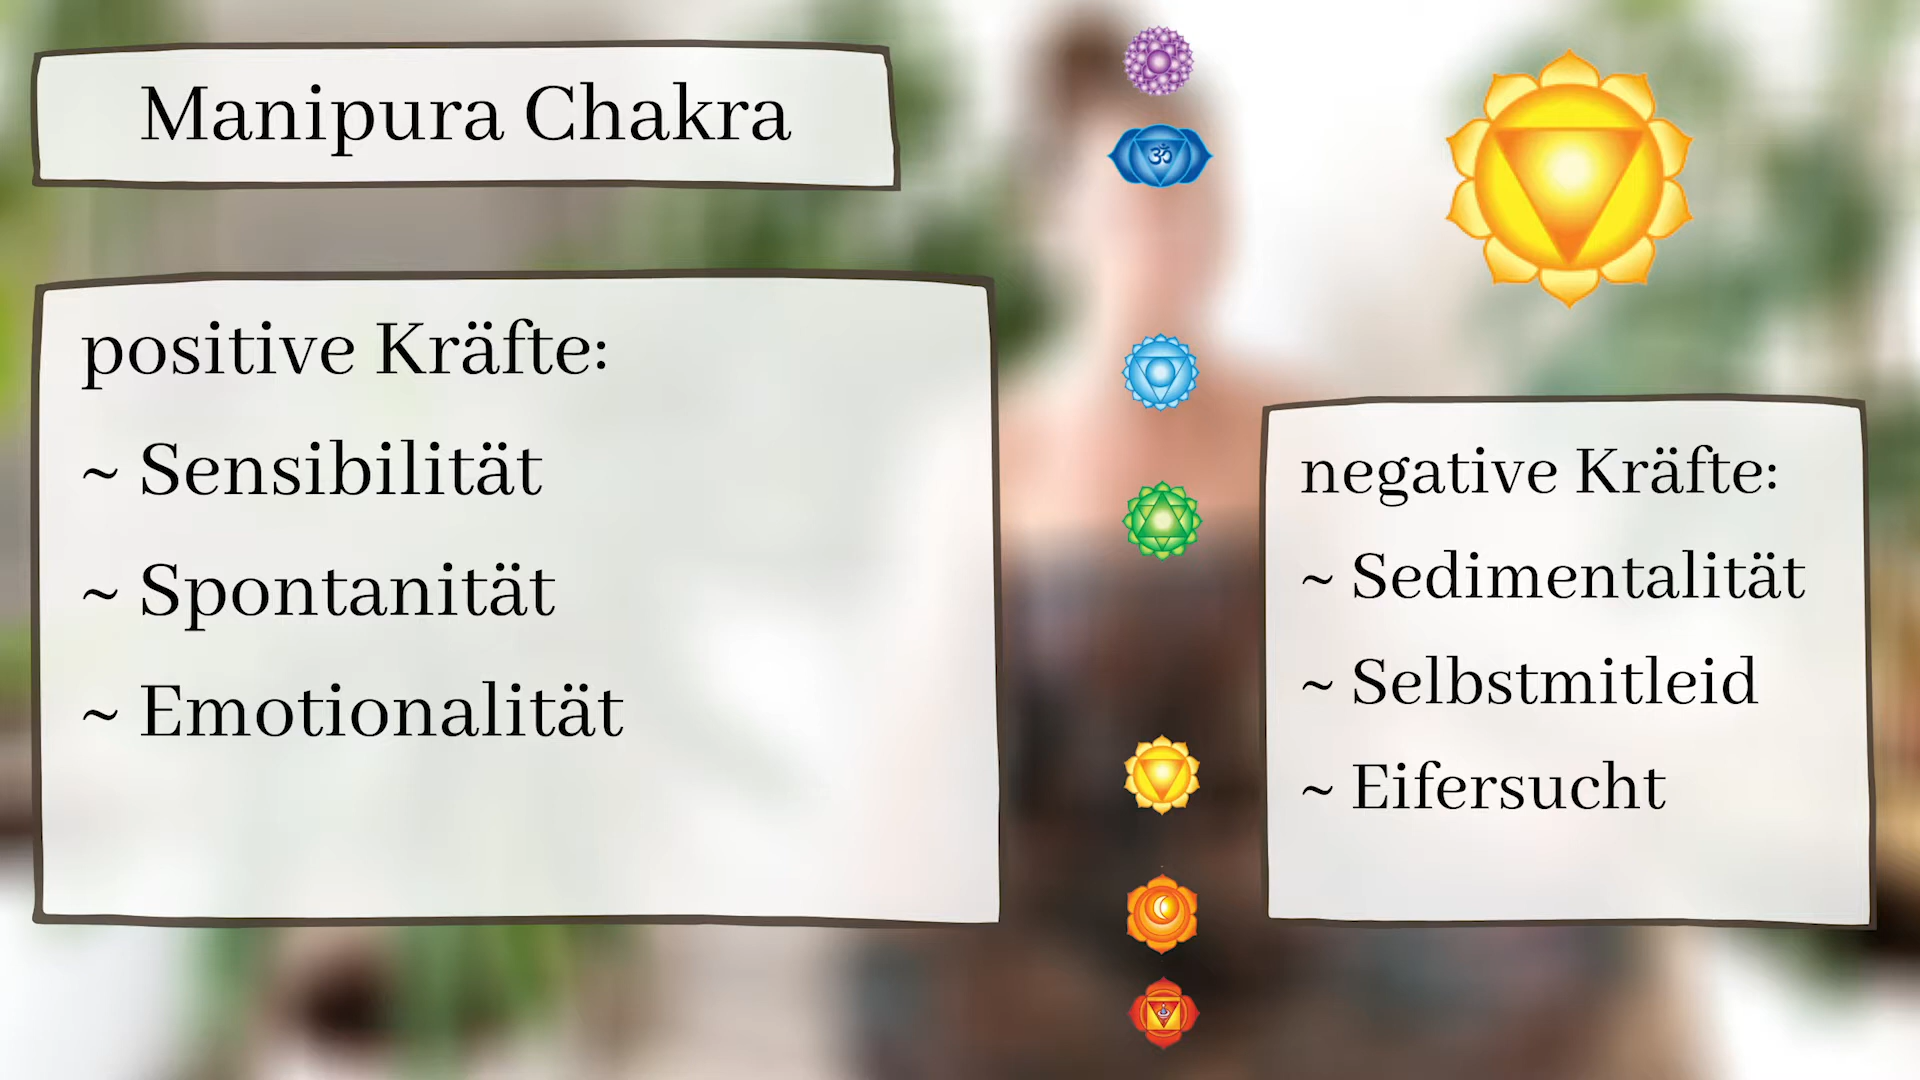 Manipura Chakra
positive Kräfte:
~ Sensibilität
~ Spontanität
~ Emotionalität
negative Kräfte:
~ Sedimentalität
~ Selbstmitleid
~ Eifersucht
ॐ